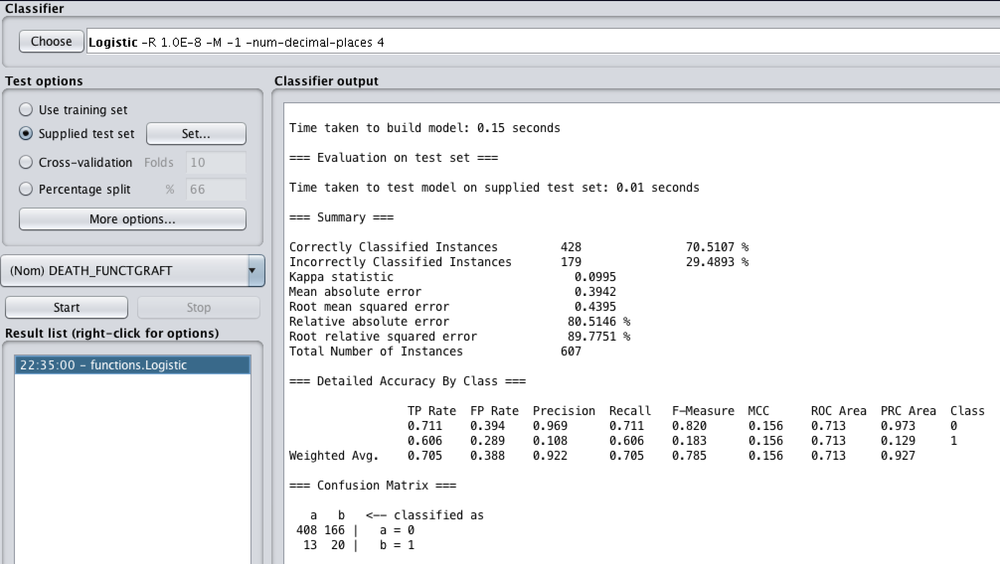 Classifier
Choose Logistic -R 1.0E-8 -M -1 -num-decimal-places 4
Test options
Use training set
Supplied test set Set...
Cross-validation Folds 10
Percentage split % 66
More options...
(Nom) DEATH_FUNCTGRAFT
Start Stop
Result list (right-click for options)
22:35:00 - functions.Logistic
Classifier output
Time taken to build model: 0.15 seconds
=== Evaluation on test set ===
Time taken to test model on supplied test set: 0.01 seconds
=== Summary ===
Correctly Classified Instances 428 70.5107 %
Incorrectly Classified Instances 179 29.4893 %
Kappa statistic 0.0995
Mean absolute error 0.3942
Root mean squared error 0.4395
Relative absolute error 80.5146 %
Root relative squared error 89.7751 %
Total Number of Instances 607
=== Detailed Accuracy By Class ===
TP Rate FP Rate Precision Recall F-Measure MCC ROC Area PRC Area Class
0.711 0.394 0.969 0.711 0.820 0.156 0.713 0.973 0
0.606 0.289 0.108 0.606 0.183 0.156 0.713 0.129 1
Weighted Avg. 0.705 0.388 0.922 0.705 0.785 0.156 0.713 0.927
=== Confusion Matrix ===
a b <-- classified as
408 166 | a = 0
13 20 | b = 1